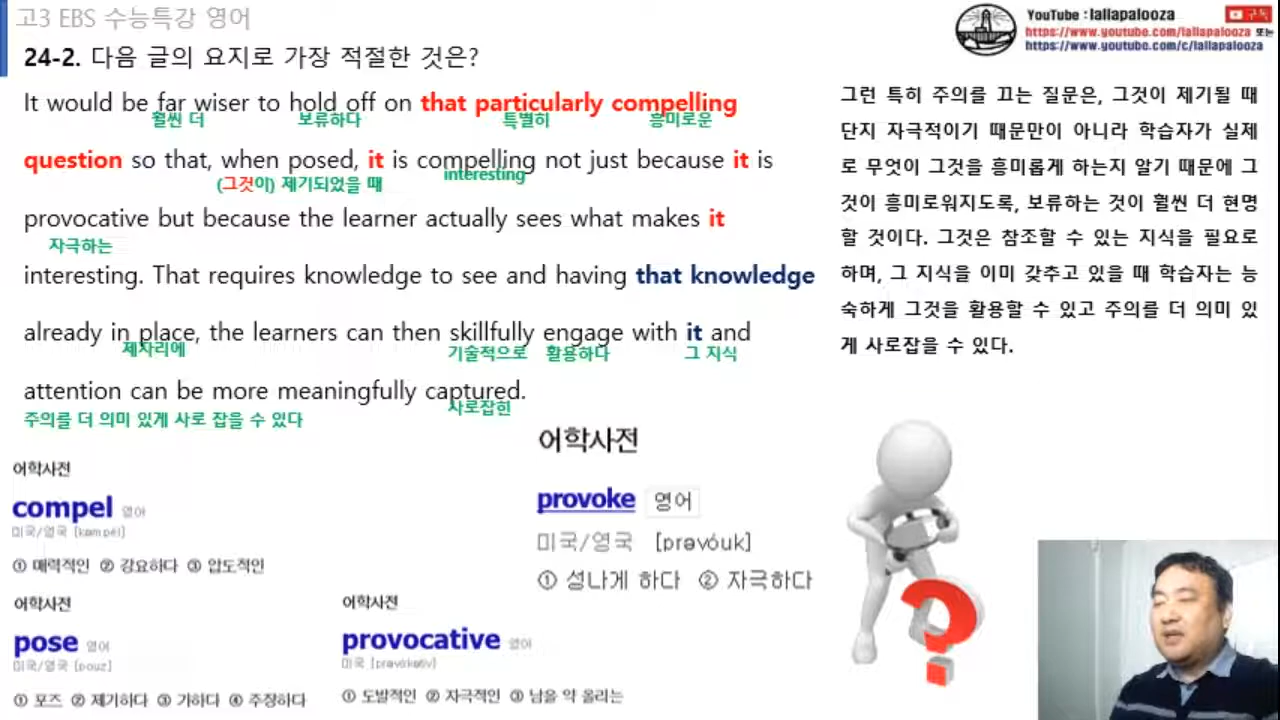 고3 EBS 수능특강 영어
YouTube : lallapalooza
구독
https://www.youtube.com/lallapalooza 또는
https://www.youtube.com/c/lallapalooza
24-2. 다음 글의 요지로 가장 적절한 것은?
It would be far wiser to hold off on that particularly compelling
훨씬 더 보류하다 특별히 흥미로운
question so that, when posed, it is compelling not just because it is
(그것이) 제기되었을 때 interesting
provocative but because the learner actually sees what makes it
자극하는
interesting. That requires knowledge to see and having that knowledge
already in place, the learners can then skillfully engage with it and
제자리에 기술적으로 활용하다 그 지식
attention can be more meaningfully captured.
주의를 더 의미 있게 사로 잡을 수 있다 사로잡힌
그런 특히 주의를 끄는 질문은, 그것이 제기될 때
단지 자극적이기 때문만이 아니라 학습자가 실제
로 무엇이 그것을 흥미롭게 하는지 알기 때문에 그
것이 흥미로워지도록, 보류하는 것이 훨씬 더 현명
할 것이다. 그것은 참조할 수 있는 지식을 필요로
하며, 그 지식을 이미 갖추고 있을 때 학습자는 능
숙하게 그것을 활용할 수 있고 주의를 더 의미 있
게 사로잡을 수 있다.
어학사전
compel 영어
미국/영국 [kəmpél]
① 매력적인 ② 강요하다 ③ 압도적인
어학사전
provoke 영어
미국/영국 [prəvóuk]
① 성나게 하다 ② 자극하다
어학사전
pose 영어
미국/영국 [pouz]
① 포즈 ② 제기하다 ③ 가하다 ④ 주장하다
어학사전
provocative 영어
미국
① 도발적인 ② 자극적인 ③ 남을 약 올리는